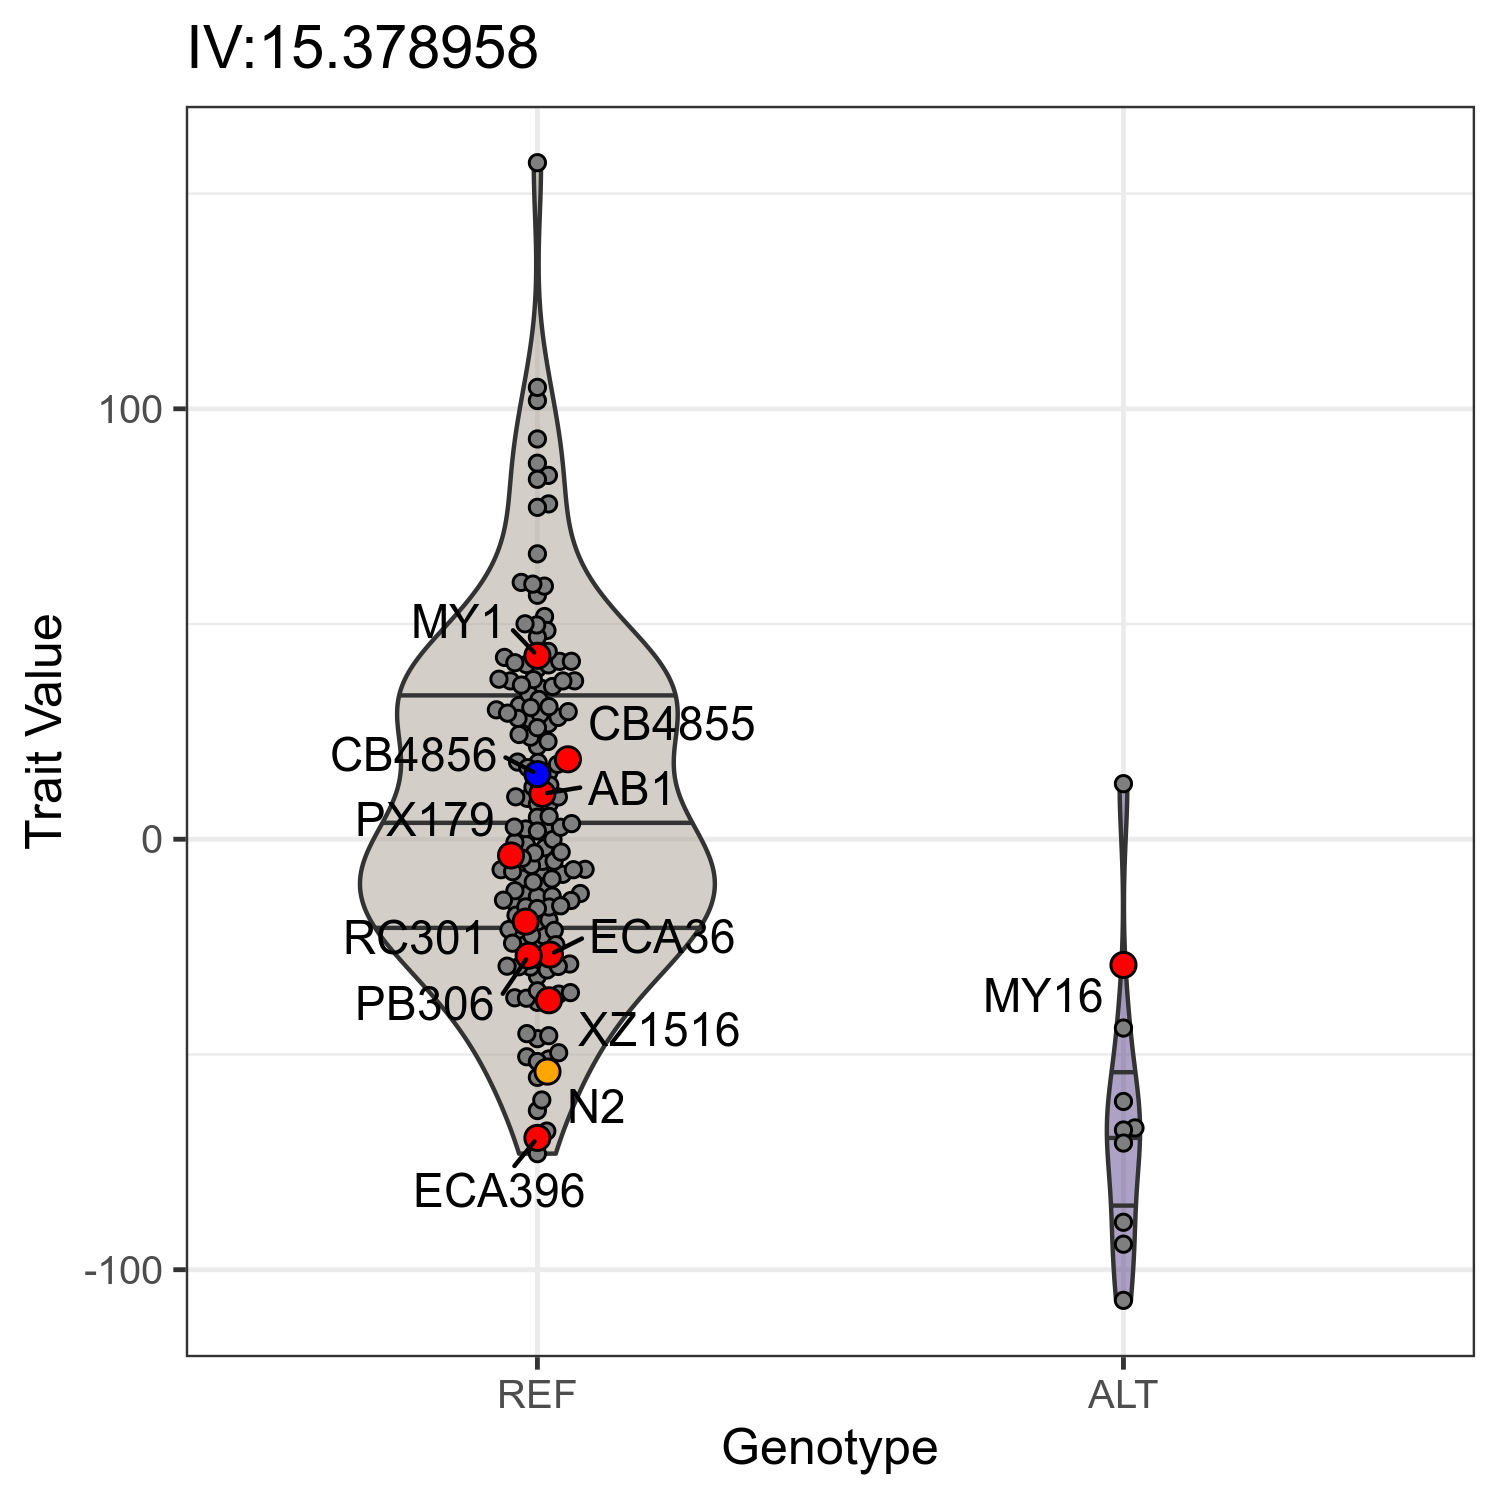 IV:15.378958
Trait Value
100
0
-100
MY1
CB4855
CB4856
AB1
PX179
RC301
ECA36
PB306
XZ1516
N2
ECA396
MY16
REF
ALT
Genotype